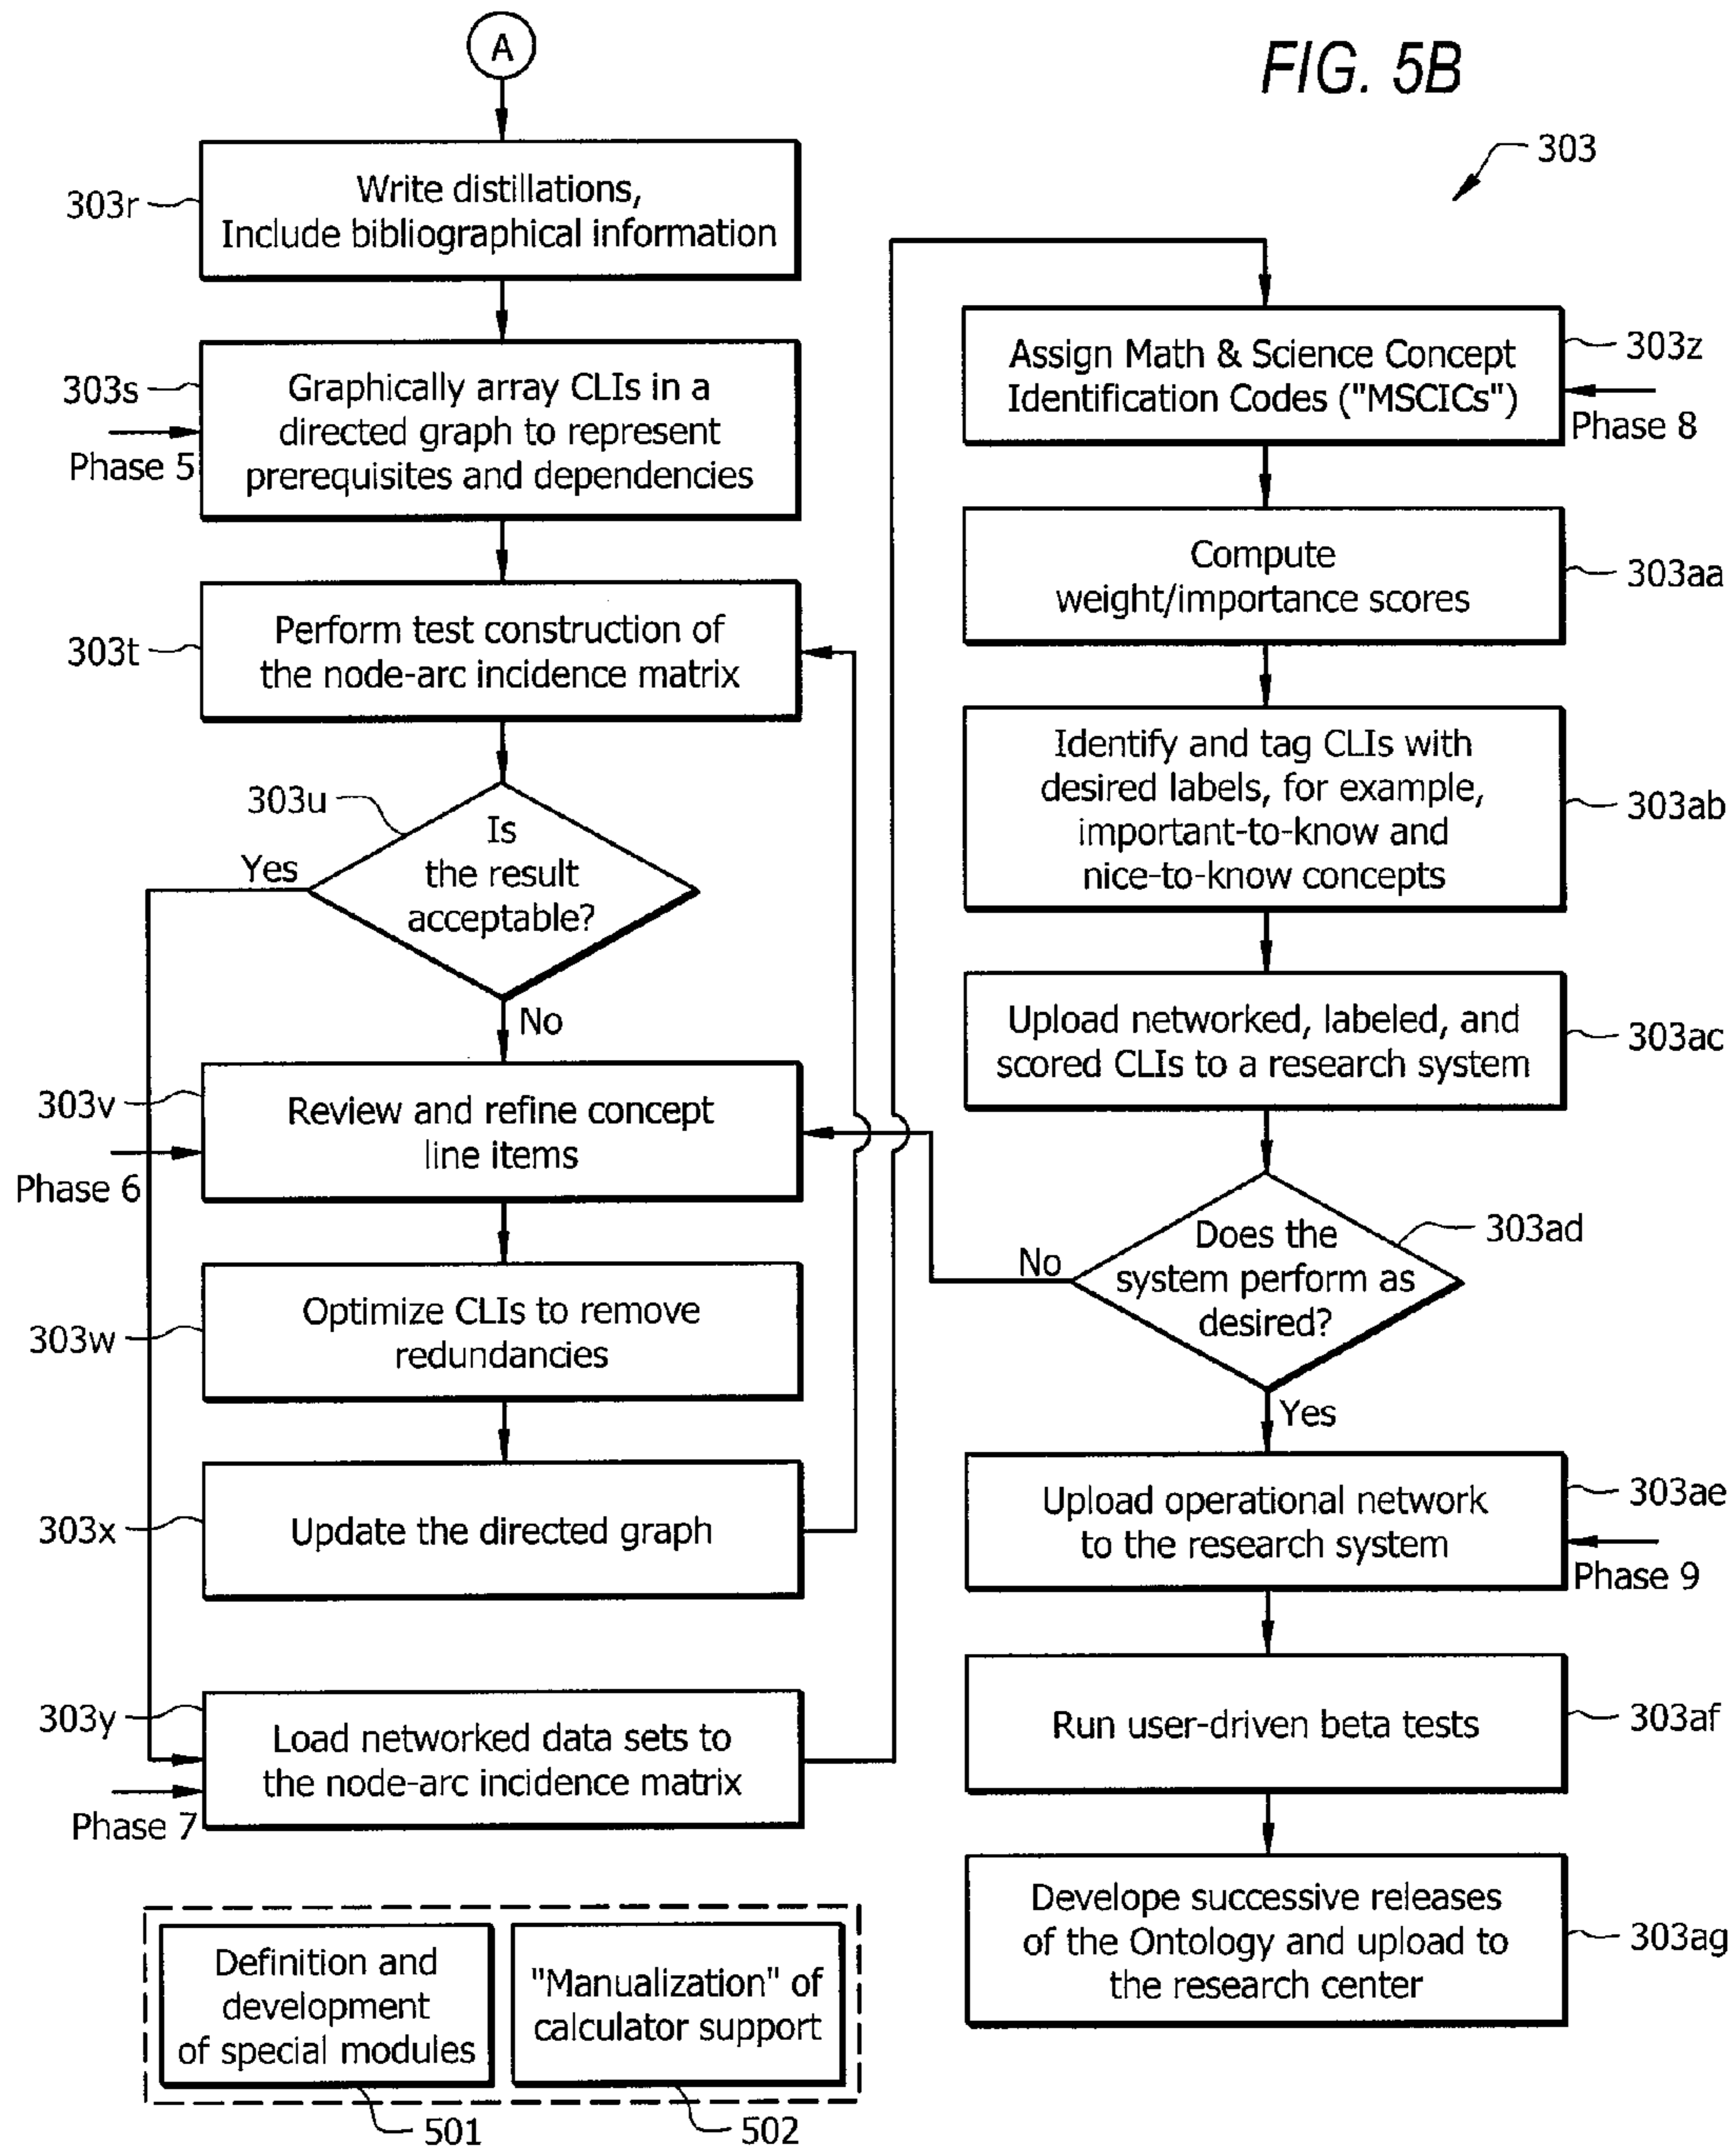 A
FIG. 5B
303
303r
Write distillations,
Include bibliographical information
303s
Phase 5
Graphically array CLIs in a
directed graph to represent
prerequisites and dependencies
303t
Perform test construction of
the node-arc incidence matrix
303u
Is
the result
acceptable?
Yes
No
303v
Phase 6
Review and refine concept
line items
303w
Optimize CLIs to remove
redundancies
303x
Update the directed graph
303y
Phase 7
Load networked data sets to
the node-arc incidence matrix
Definition and
development
of special modules
501
"Manualization" of
calculator support
502
Assign Math & Science Concept
Identification Codes ("MSCICs")
303z
Phase 8
Compute
weight/importance scores
303aa
Identify and tag CLIs with
desired labels, for example,
important-to-know and
nice-to-know concepts
303ab
Upload networked, labeled, and
scored CLIs to a research system
303ac
Does the
system perform as
desired?
303ad
No
Yes
Upload operational network
to the research system
303ae
Phase 9
Run user-driven beta tests
303af
Develope successive releases
of the Ontology and upload to
the research center
303ag